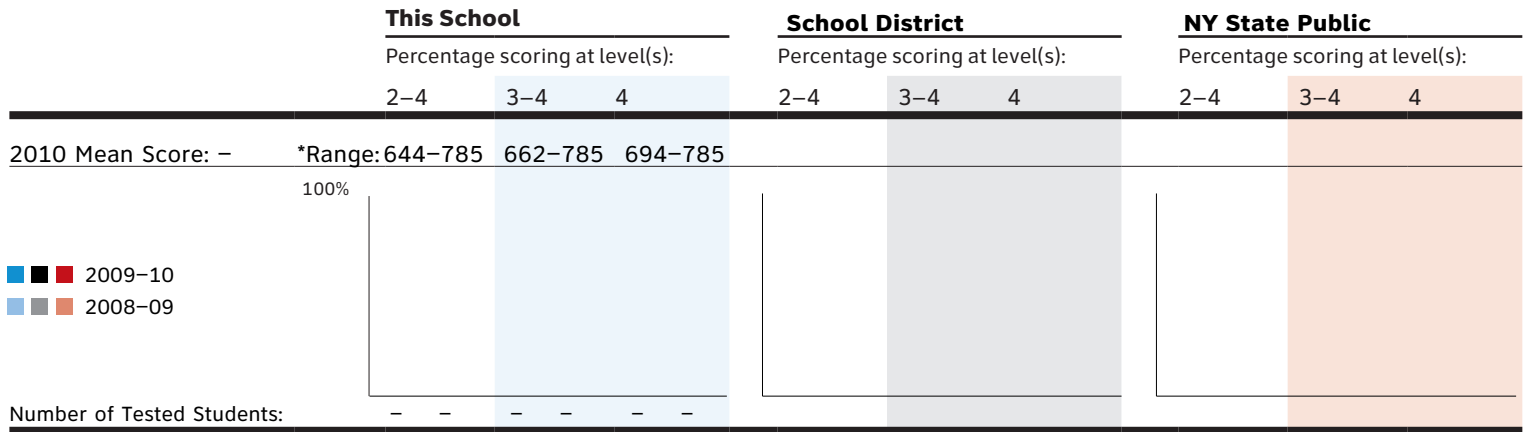 This School School District NY State Public
Percentage scoring at level(s): Percentage scoring at level(s): Percentage scoring at level(s):
2–4 3–4 4 2–4 3–4 4 2–4 3–4 4
2010 Mean Score: – *Range: 644–785 662–785 694–785
100%
2009–10
2008–09
Number of Tested Students: – – – – – –